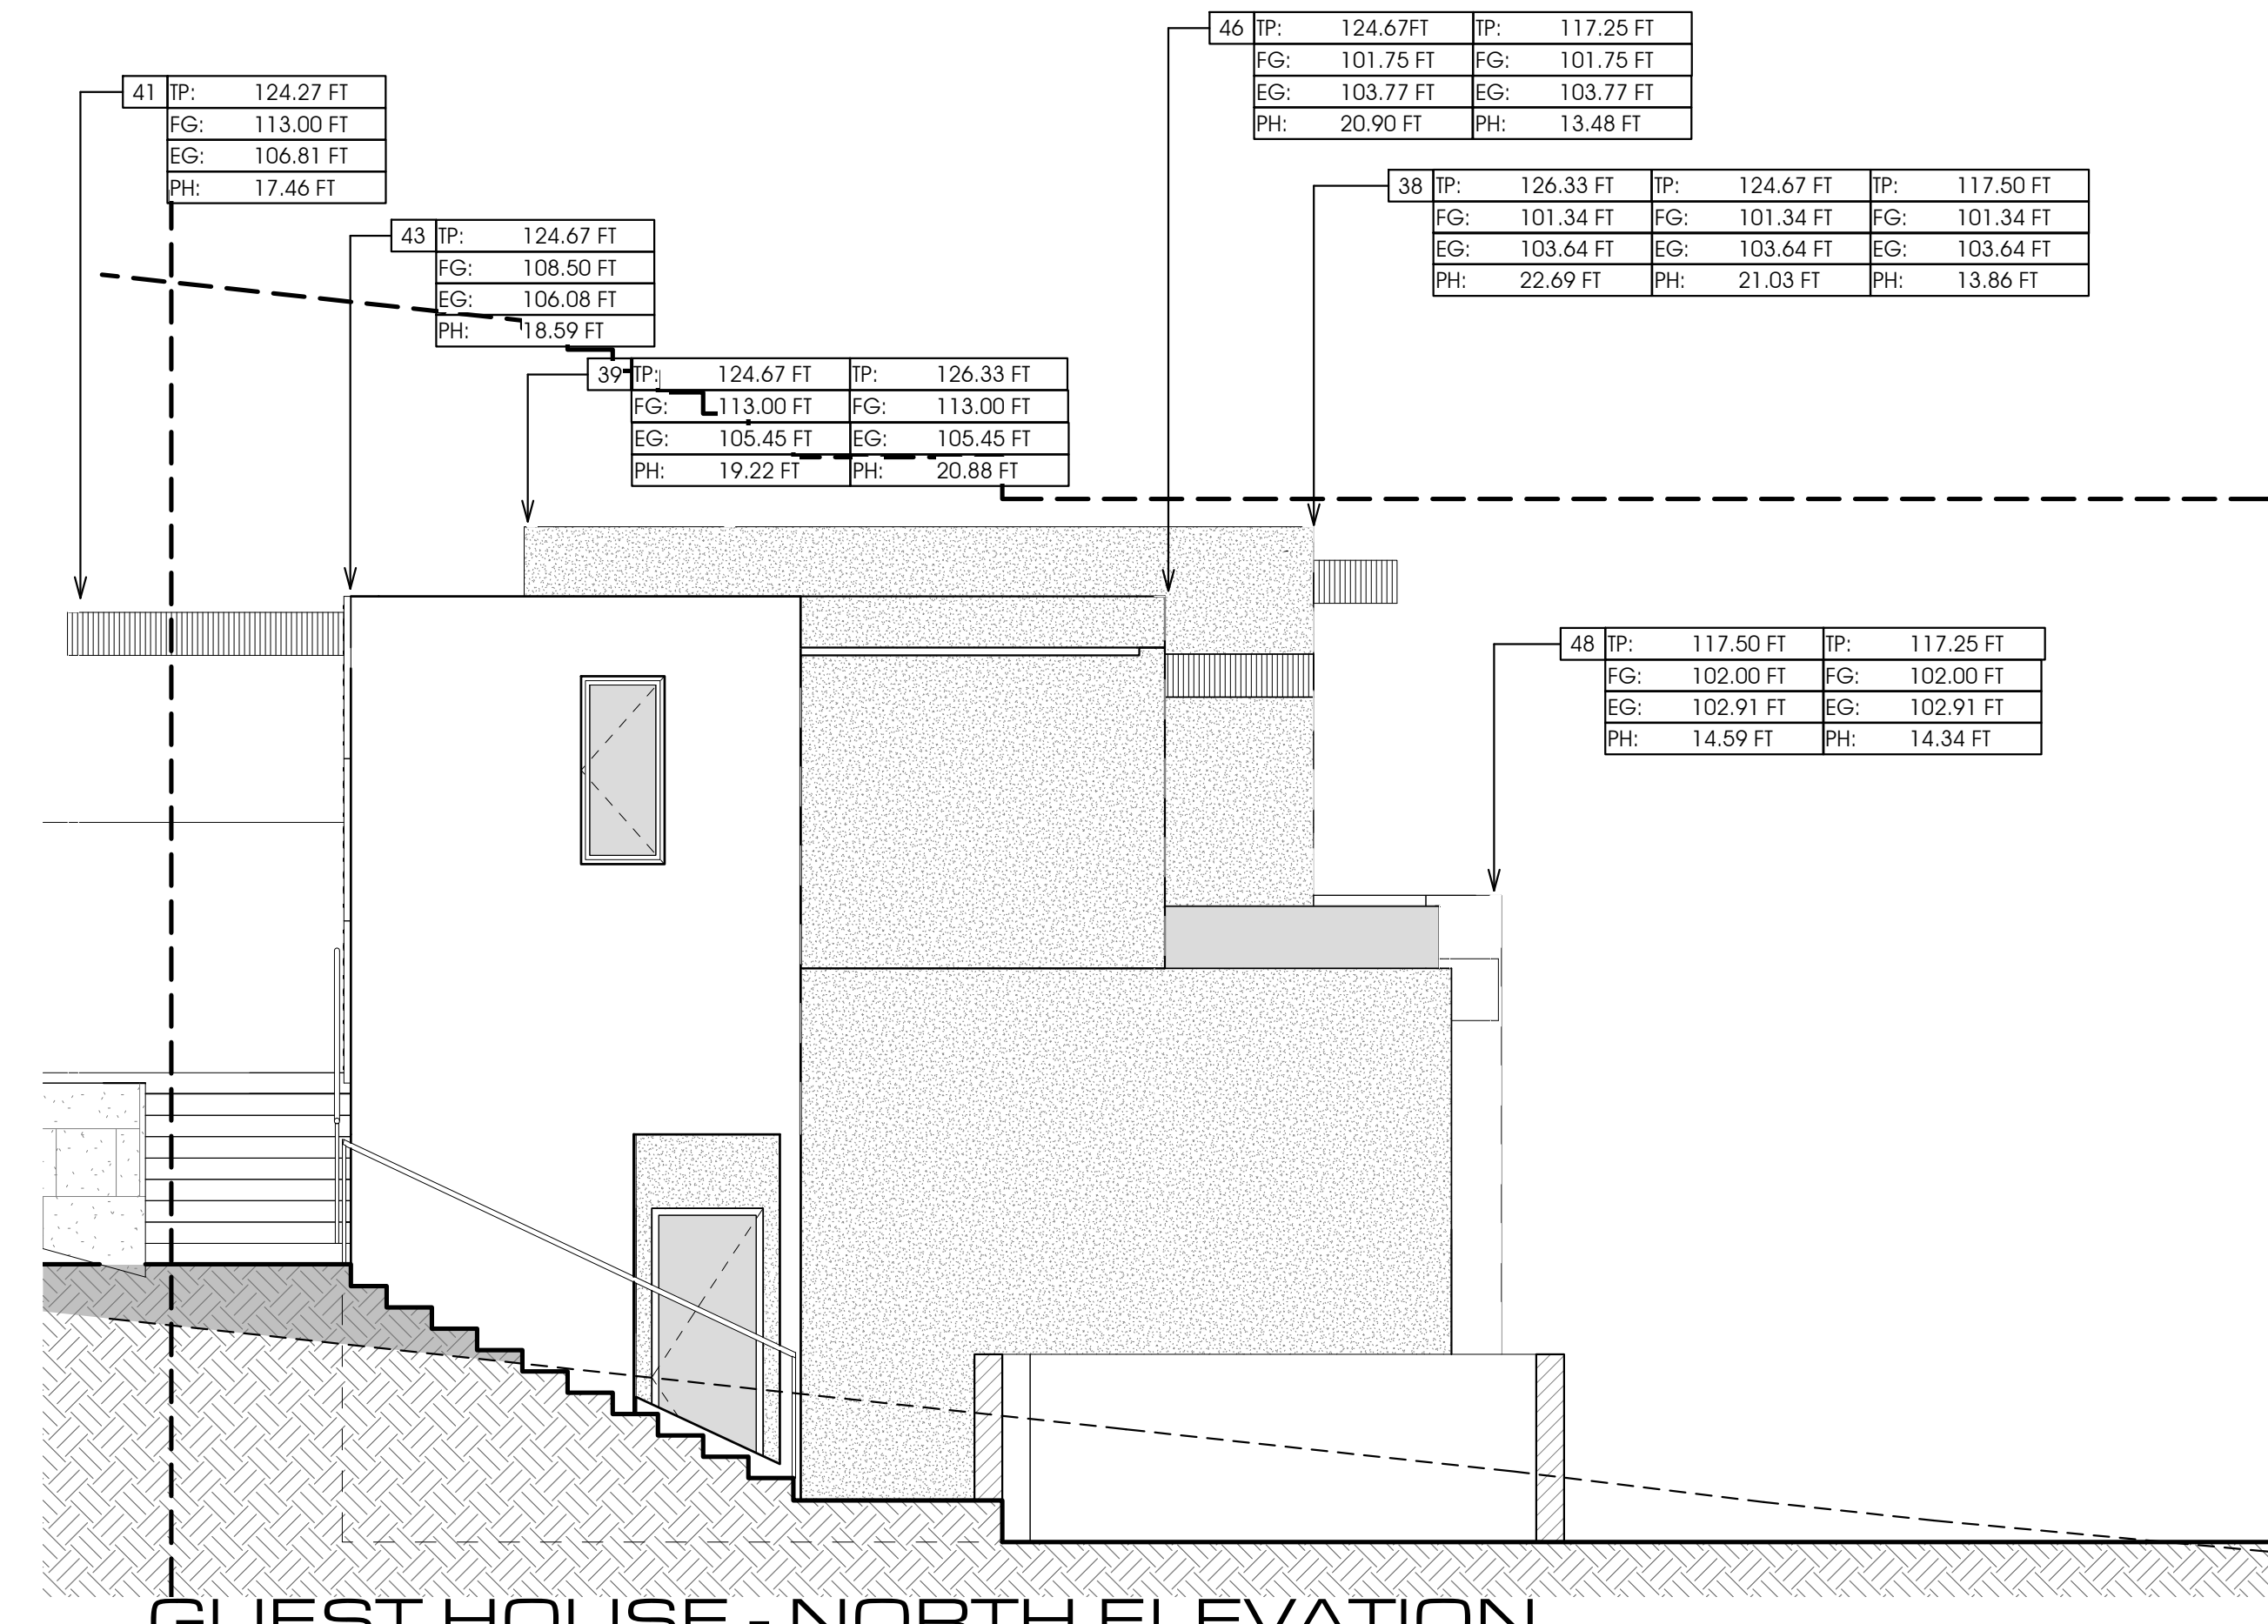 46 TP: 124.67FT TP: 117.25 FT
FG: 101.75 FT FG: 101.75 FT
EG: 103.77 FT EG: 103.77 FT
PH: 20.90 FT PH: 13.48 FT
41 TP: 124.27 FT
FG: 113.00 FT
EG: 106.81 FT
PH: 17.46 FT
38 TP: 126.33 FT TP: 124.67 FT TP: 117.50 FT
FG: 101.34 FT FG: 101.34 FT FG: 101.34 FT
EG: 103.64 FT EG: 103.64 FT EG: 103.64 FT
PH: 22.69 FT PH: 21.03 FT PH: 13.86 FT
43 TP: 124.67 FT
FG: 108.50 FT
EG: 106.08 FT
PH: 18.59 FT
39 TP: 124.67 FT TP: 126.33 FT
FG: 113.00 FT FG: 113.00 FT
EG: 105.45 FT EG: 105.45 FT
PH: 19.22 FT PH: 20.88 FT
48 TP: 117.50 FT TP: 117.25 FT
FG: 102.00 FT FG: 102.00 FT
EG: 102.91 FT EG: 102.91 FT
PH: 14.59 FT PH: 14.34 FT
GUEST HOUSE - NORTH ELEVATION